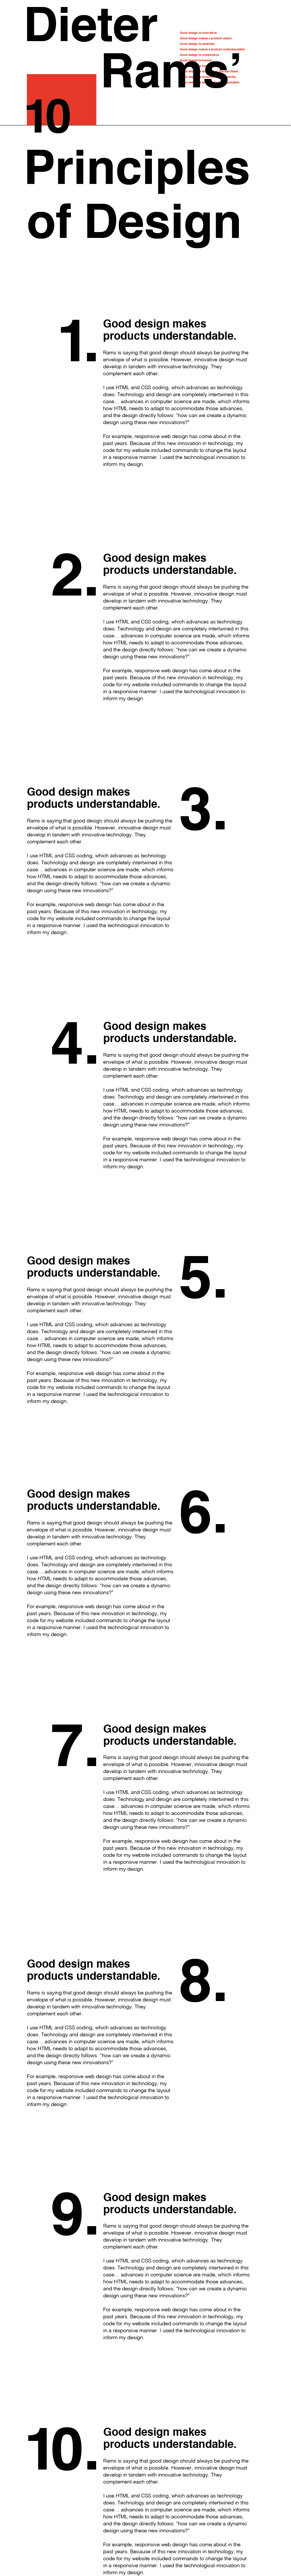 Dieter
Rams’
10
Principles
of Design
Good design is innovative.
Good design makes a product useful.
Good design is aesthetic.
Good design makes a product understandable.
Good design is unobtrusive.
Good design is honest.
1.
Good design makes
products understandable.
Rams is saying that good design should always be pushing the
envelope of what is possible. However, innovative design must
develop in tandem with innovative technology. They
complement each other.
I use HTML and CSS coding, which advances as technology
does. Technology and design are completely intertwined in this
case… advances in computer science are made, which informs
how HTML needs to adapt to accommodate those advances,
and the design directly follows: “how can we create a dynamic
design using these new innovations?”
For example, responsive web design has come about in the
past years. Because of this new innovation in technology, my
code for my website included commands to change the layout
in a responsive manner. I used the technological innovation to
inform my design.
2.
Good design makes
products understandable.
Rams is saying that good design should always be pushing the
envelope of what is possible. However, innovative design must
develop in tandem with innovative technology. They
complement each other.
I use HTML and CSS coding, which advances as technology
does. Technology and design are completely intertwined in this
case… advances in computer science are made, which informs
how HTML needs to adapt to accommodate those advances,
and the design directly follows: “how can we create a dynamic
design using these new innovations?”
For example, responsive web design has come about in the
past years. Because of this new innovation in technology, my
code for my website included commands to change the layout
in a responsive manner. I used the technological innovation to
inform my design.
3.
Good design makes
products understandable.
Rams is saying that good design should always be pushing the
envelope of what is possible. However, innovative design must
develop in tandem with innovative technology. They
complement each other.
I use HTML and CSS coding, which advances as technology
does. Technology and design are completely intertwined in this
case… advances in computer science are made, which informs
how HTML needs to adapt to accommodate those advances,
and the design directly follows: “how can we create a dynamic
design using these new innovations?”
For example, responsive web design has come about in the
past years. Because of this new innovation in technology, my
code for my website included commands to change the layout
in a responsive manner. I used the technological innovation to
inform my design.
4.
Good design makes
products understandable.
Rams is saying that good design should always be pushing the
envelope of what is possible. However, innovative design must
develop in tandem with innovative technology. They
complement each other.
I use HTML and CSS coding, which advances as technology
does. Technology and design are completely intertwined in this
case… advances in computer science are made, which informs
how HTML needs to adapt to accommodate those advances,
and the design directly follows: “how can we create a dynamic
design using these new innovations?”
For example, responsive web design has come about in the
past years. Because of this new innovation in technology, my
code for my website included commands to change the layout
in a responsive manner. I used the technological innovation to
inform my design.
5.
Good design makes
products understandable.
Rams is saying that good design should always be pushing the
envelope of what is possible. However, innovative design must
develop in tandem with innovative technology. They
complement each other.
I use HTML and CSS coding, which advances as technology
does. Technology and design are completely intertwined in this
case… advances in computer science are made, which informs
how HTML needs to adapt to accommodate those advances,
and the design directly follows: “how can we create a dynamic
design using these new innovations?”
For example, responsive web design has come about in the
past years. Because of this new innovation in technology, my
code for my website included commands to change the layout
in a responsive manner. I used the technological innovation to
inform my design.
6.
Good design makes
products understandable.
Rams is saying that good design should always be pushing the
envelope of what is possible. However, innovative design must
develop in tandem with innovative technology. They
complement each other.
I use HTML and CSS coding, which advances as technology
does. Technology and design are completely intertwined in this
case… advances in computer science are made, which informs
how HTML needs to adapt to accommodate those advances,
and the design directly follows: “how can we create a dynamic
design using these new innovations?”
For example, responsive web design has come about in the
past years. Because of this new innovation in technology, my
code for my website included commands to change the layout
in a responsive manner. I used the technological innovation to
inform my design.
7.
Good design makes
products understandable.
Rams is saying that good design should always be pushing the
envelope of what is possible. However, innovative design must
develop in tandem with innovative technology. They
complement each other.
I use HTML and CSS coding, which advances as technology
does. Technology and design are completely intertwined in this
case… advances in computer science are made, which informs
how HTML needs to adapt to accommodate those advances,
and the design directly follows: “how can we create a dynamic
design using these new innovations?”
For example, responsive web design has come about in the
past years. Because of this new innovation in technology, my
code for my website included commands to change the layout
in a responsive manner. I used the technological innovation to
inform my design.
8.
Good design makes
products understandable.
Rams is saying that good design should always be pushing the
envelope of what is possible. However, innovative design must
develop in tandem with innovative technology. They
complement each other.
I use HTML and CSS coding, which advances as technology
does. Technology and design are completely intertwined in this
case… advances in computer science are made, which informs
how HTML needs to adapt to accommodate those advances,
and the design directly follows: “how can we create a dynamic
design using these new innovations?”
For example, responsive web design has come about in the
past years. Because of this new innovation in technology, my
code for my website included commands to change the layout
in a responsive manner. I used the technological innovation to
inform my design.
9.
Good design makes
products understandable.
Rams is saying that good design should always be pushing the
envelope of what is possible. However, innovative design must
develop in tandem with innovative technology. They
complement each other.
I use HTML and CSS coding, which advances as technology
does. Technology and design are completely intertwined in this
case… advances in computer science are made, which informs
how HTML needs to adapt to accommodate those advances,
and the design directly follows: “how can we create a dynamic
design using these new innovations?”
For example, responsive web design has come about in the
past years. Because of this new innovation in technology, my
code for my website included commands to change the layout
in a responsive manner. I used the technological innovation to
inform my design.
10.
Good design makes
products understandable.
Rams is saying that good design should always be pushing the
envelope of what is possible. However, innovative design must
develop in tandem with innovative technology. They
complement each other.
I use HTML and CSS coding, which advances as technology
does. Technology and design are completely intertwined in this
case… advances in computer science are made, which informs
how HTML needs to adapt to accommodate those advances,
and the design directly follows: “how can we create a dynamic
design using these new innovations?”
For example, responsive web design has come about in the
past years. Because of this new innovation in technology, my
code for my website included commands to change the layout
in a responsive manner. I used the technological innovation to
inform my design.